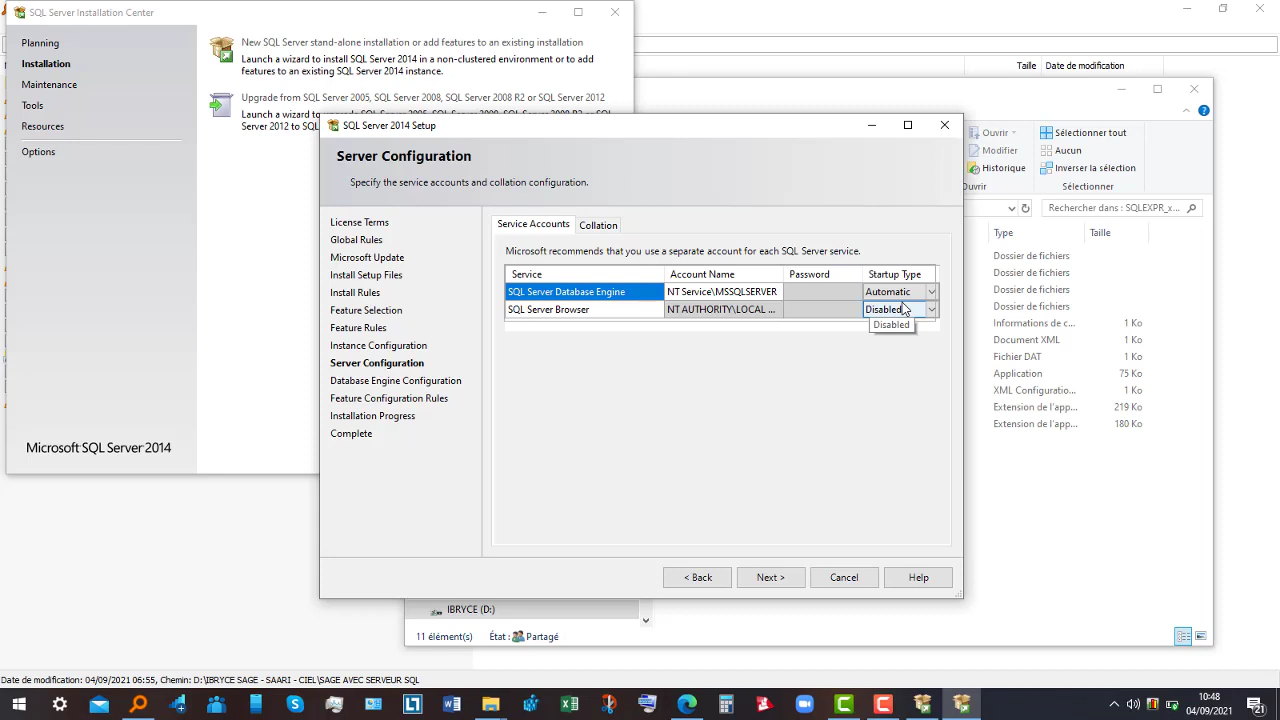 SQL Server Installation Center
Planning
Installation
Maintenance
Tools
Resources
Options
Microsoft SQL Server 2014
New SQL Server stand-alone installation or add features to an existing installation
Launch a wizard to install SQL Server 2014 in a non-clustered environment or to add
features to an existing SQL Server 2014 instance.
Upgrade from SQL Server 2005, SQL Server 2008, SQL Server 2008 R2 or SQL Server 2012
Server 2012 to
SQL Server 2014 Setup
Server Configuration
Specify the service accounts and collation configuration.
License Terms
Global Rules
Microsoft Update
Install Setup Files
Install Rules
Feature Selection
Feature Rules
Instance Configuration
Server Configuration
Database Engine Configuration
Feature Configuration Rules
Installation Progress
Complete
Service Accounts Collation
Microsoft recommends that you use a separate account for each SQL Server service.
Service Account Name Password Startup Type
SQL Server Database Engine NT Service\MSSQLSERVER Automatic
SQL Server Browser NT AUTHORITY\LOCAL ... Disabled
Disabled
< Back Next > Cancel Help
Taille Date de modification
Ouvrir
Modifier
Historique
Sélectionner tout
Aucun
Inverser la sélection
Sélectionner
Rechercher dans : SQLEXPR_x...
Type Taille
Dossier de fichiers
Dossier de fichiers
Dossier de fichiers
Dossier de fichiers
Informations de c... 1 Ko
Document XML 1 Ko
Fichier DAT 1 Ko
Application 75 Ko
XML Configuratio... 1 Ko
Extension de l'app... 219 Ko
Extension de l'app... 180 Ko
IBRYCE (D:)
11 élément(s) État : Partagé
Date de modification: 04/09/2021 06:55, Chemin: D:\IBRYCE SAGE - SAARI - CIEL\SAGE AVEC SERVEUR SQL
10:48
04/09/2021
21